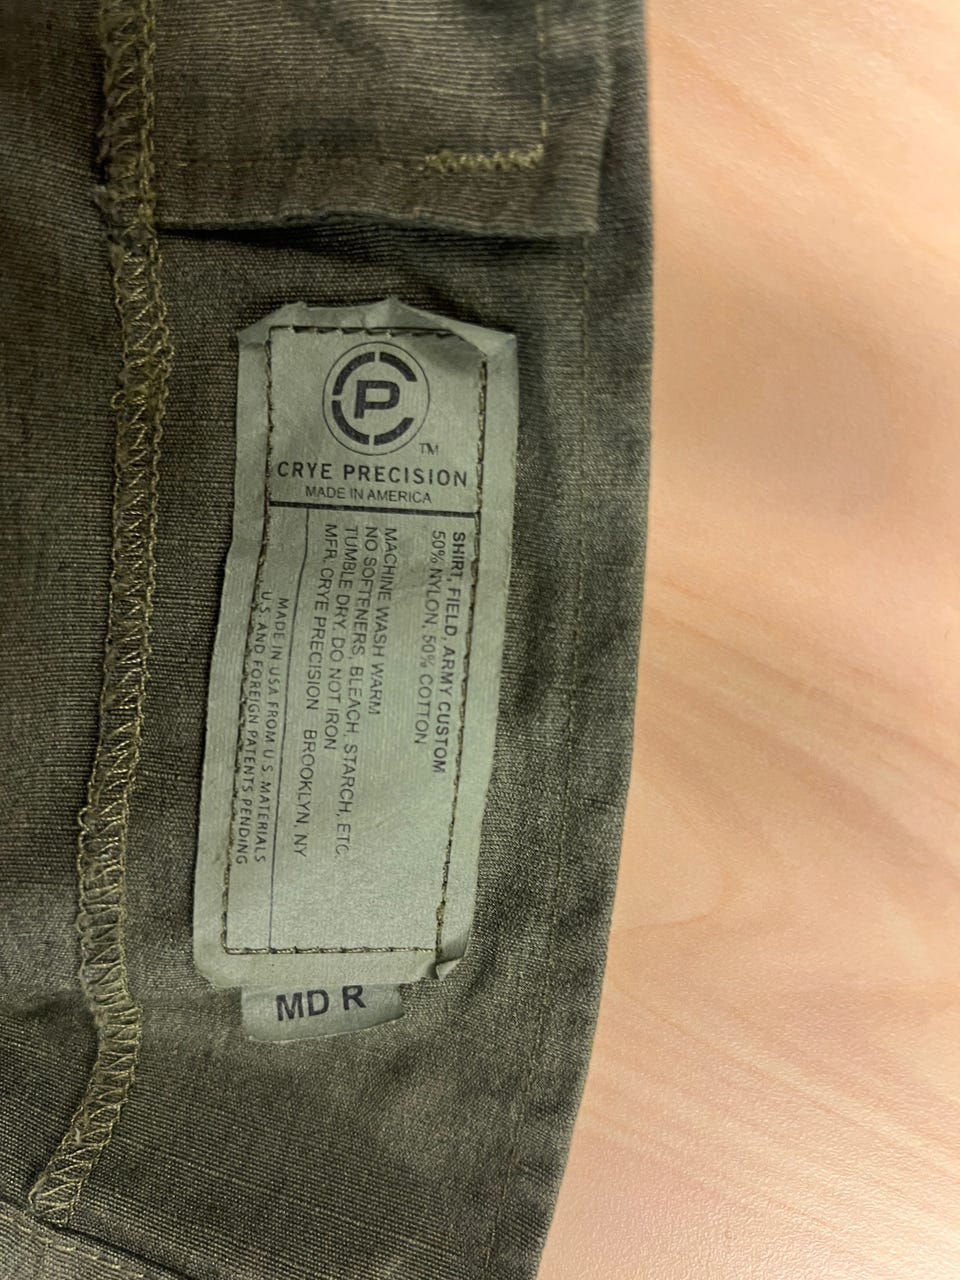 P
TM
CRYE PRECISION
MADE IN AMERICA
SHIRT, FIELD, ARMY CUSTOM
50% NYLON, 50% COTTON
MACHINE WASH WARM
NO SOFTENERS, BLEACH, STARCH, ETC.
TUMBLE DRY. DO NOT IRON
MFR. CRYE PRECISION BROOKLYN, NY
MADE IN USA FROM U.S. MATERIALS
U.S. AND FOREIGN PATENTS PENDING
MD R